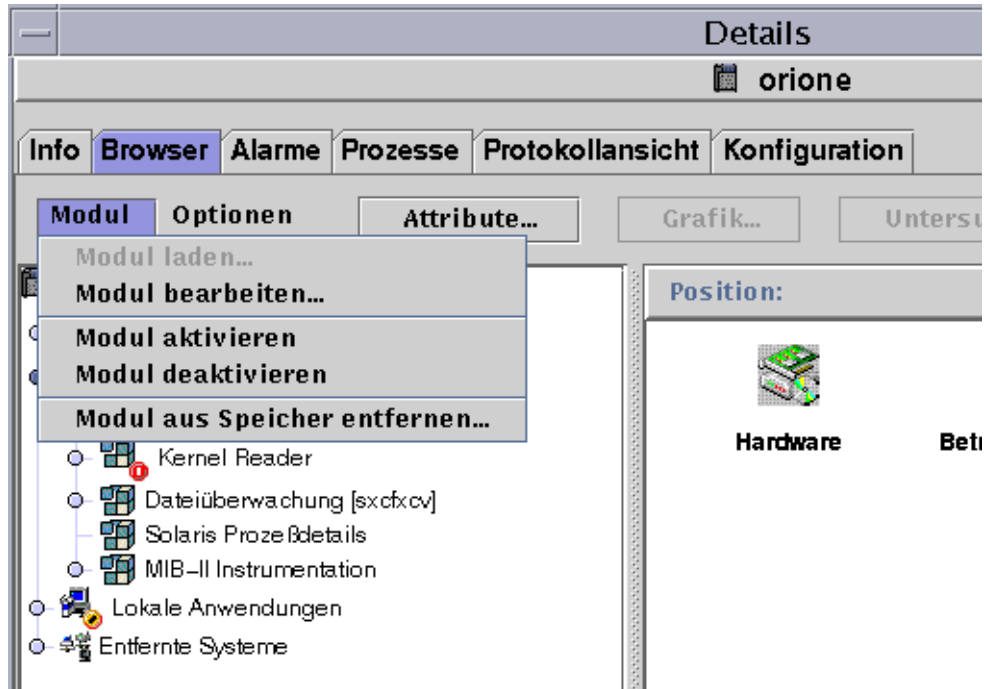 Details
orione
Info Browser Alarme Prozesse Protokollansicht Konfiguration
Modul Optionen Attribute... Grafik...
Modul laden...
Modul bearbeiten...
Modul aktivieren
Modul deaktivieren
Modul aus Speicher entfernen...
Position:
Hardware
Kernel Reader
Dateiüberwachung [sxcfxcv]
Solaris Prozeßdetails
MIB–II Instrumentation
Lokale Anwendungen
Entfernte Systeme